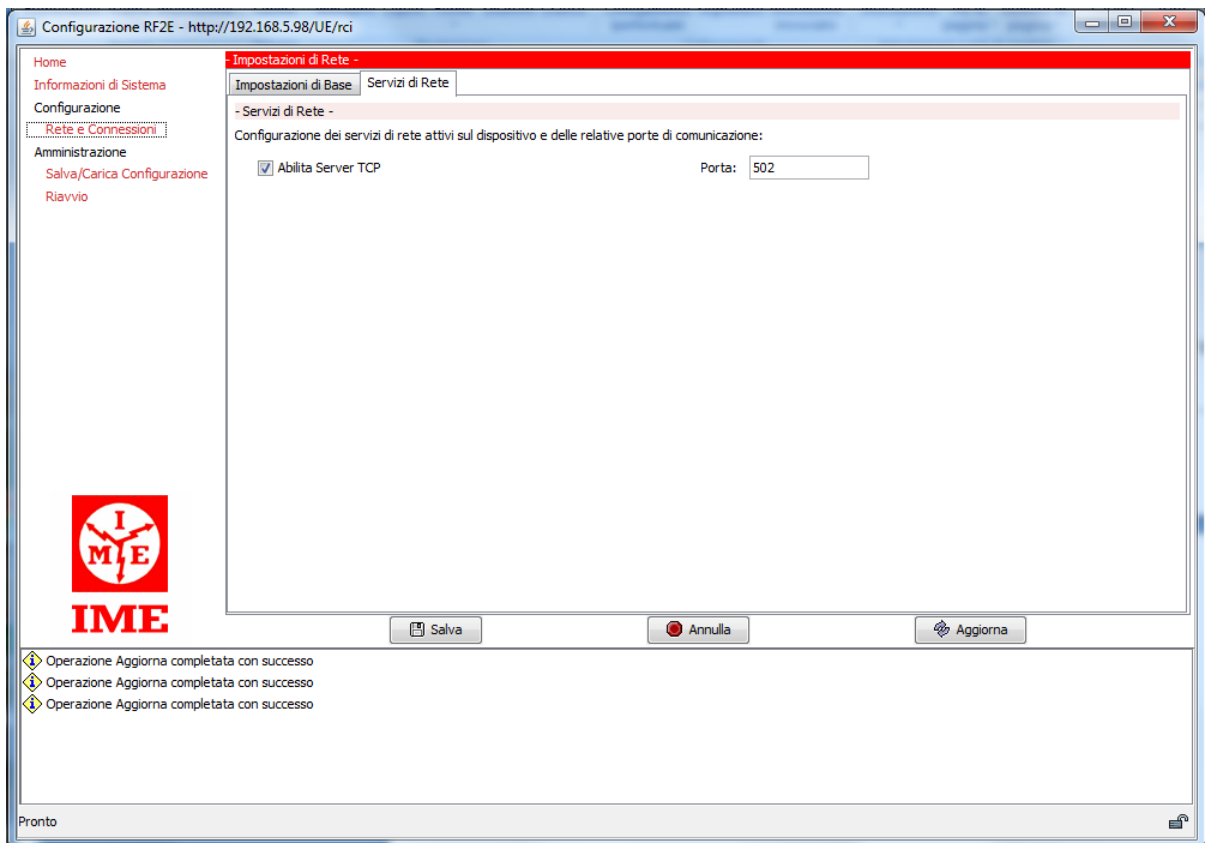 Configurazione RF2E - http://192.168.5.98/UE/rci
Home
Informazioni di Sistema
Configurazione
Rete e Connessioni
Amministrazione
Salva/Carica Configurazione
Riavvio
- Impostazioni di Rete -
Impostazioni di Base
Servizi di Rete
- Servizi di Rete -
Configurazione dei servizi di rete attivi sul dispositivo e delle relative porte di comunicazione:
Abilita Server TCP
Porta: 502
I
M E
IME
Salva
Annulla
Aggiorna
Operazione Aggiorna completata con successo
Operazione Aggiorna completata con successo
Operazione Aggiorna completata con successo
Pronto